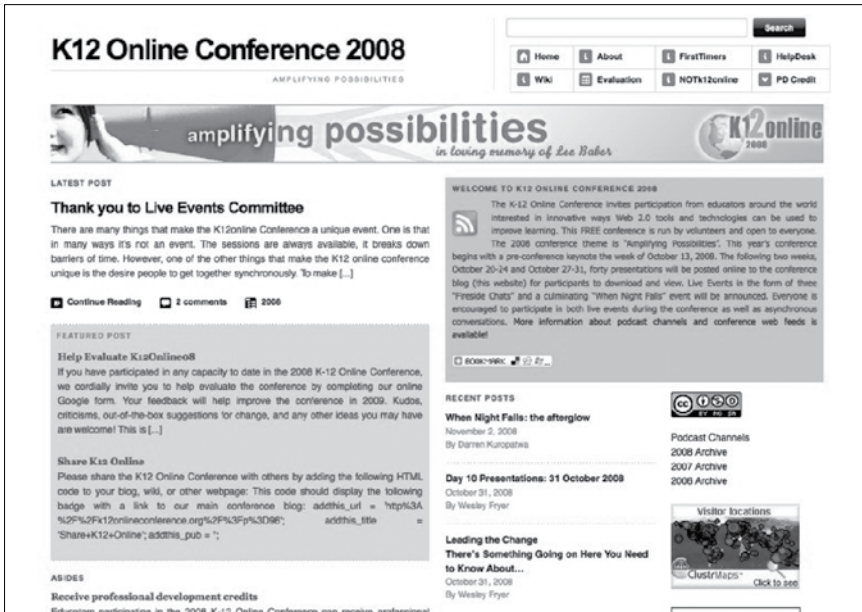 K12 Online Conference 2008
AMPLIFYING POSSIBILITIES
Search
Home
About
FirstTimers
HelpDesk
Wiki
Evaluation
NOTk12online
PD Credit
amplifying possibilities
in loving memory of Lee Baber
K12online
2008
LATEST POST
Thank you to Live Events Committee
There are many things that make the K12online Conference a unique event. One is that
in many ways it's not an event. The sessions are always available, it breaks down
barriers of time. However, one of the other things that make the K12 online conference
unique is the desire people to get together synchronously. To make [...]
Continue Reading
2 comments
2008
FEATURED POST
Help Evaluate K12Online08
If you have participated in any capacity to date in the 2008 K-12 Online Conference,
we cordially invite you to help evaluate the conference by completing our online
Google form. Your feedback will help improve the conference in 2009. Kudos,
criticisms, out-of-the-box suggestions for change, and any other ideas you may have
are welcome! This is [...]
Share K12 Online
Please share the K12 Online Conference with others by adding the following HTML
code to your blog, wiki, or other webpage: This code should display the following
badge with a link to our main conference blog: addthis_url = 'http%3A
%2F%2Fk12onlineconference.org%2F%3Fp%3D96'; addthis_title =
'Share+K12+Online'; addthis_pub = '';
ASIDES
Receive professional development credits
Educators participating in the 2008 K-12 Online Conference can receive professional
WELCOME TO K12 ONLINE CONFERENCE 2008
The K-12 Online Conference invites participation from educators around the world
interested in innovative ways Web 2.0 tools and technologies can be used to
improve learning. This FREE conference is run by volunteers and open to everyone.
The 2008 conference theme is "Amplifying Possibilities". This year's conference
begins with a pre-conference keynote the week of October 13, 2008. The following two weeks,
October 20-24 and October 27-31, forty presentations will be posted online to the conference
blog (this website) for participants to download and view. Live Events in the form of three
"Fireside Chats" and a culminating "When Night Falls" event will be announced. Everyone is
encouraged to participate in both live events during the conference as well as asynchronous
conversations. More information about podcast channels and conference web feeds is
available!
BOOKMARK
RECENT POSTS
When Night Falls: the afterglow
November 2, 2008
By Darren Kuropatwa
Day 10 Presentations: 31 October 2008
October 31, 2008
By Wesley Fryer
Leading the Change
There's Something Going on Here You Need
to Know About...
October 31, 2008
By Wesley Fryer
cc
BY NC SA
Podcast Channels
2008 Archive
2007 Archive
2006 Archive
Visitor locations
ClustrMaps™
Click to see